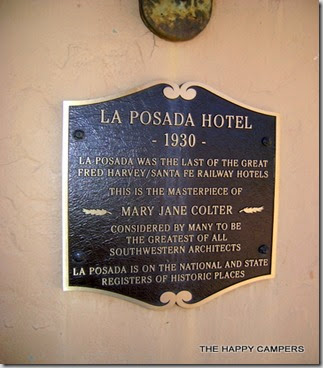 LA POSADA HOTEL
- 1930 -
LA POSADA WAS THE LAST OF THE GREAT
FRED HARVEY/SANTA FE RAILWAY HOTELS
THIS IS THE MASTERPIECE OF
MARY JANE COLTER
CONSIDERED BY MANY TO BE
THE GREATEST OF ALL
SOUTHWESTERN ARCHITECTS
LA POSADA IS ON THE NATIONAL AND STATE
REGISTERS OF HISTORIC PLACES
THE HAPPY CAMPERS